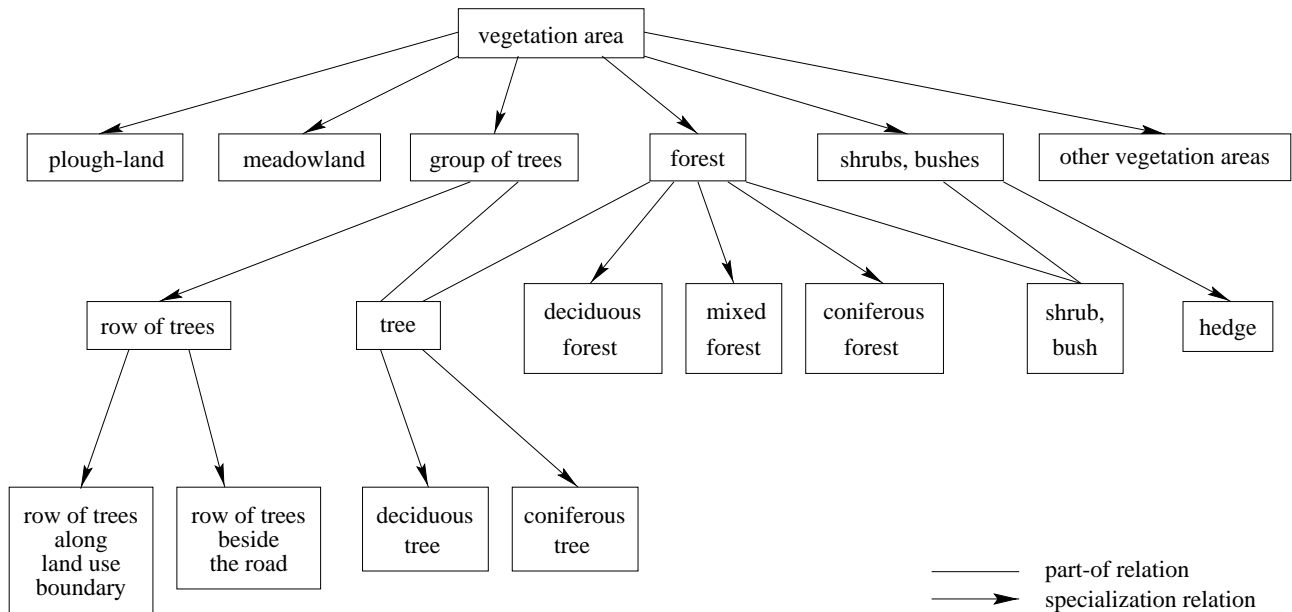 vegetation area
plough-land
meadowland
group of trees
forest
shrubs, bushes
other vegetation areas
row of trees
tree
deciduous
forest
mixed
forest
coniferous
forest
shrub,
bush
hedge
row of trees
along
land use
boundary
row of trees
beside
the road
deciduous
tree
coniferous
tree
part-of relation
specialization relation